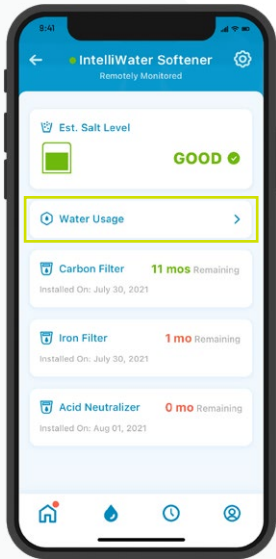 9:41
IntelliWater Softener
Remotely Monitored
Est. Salt Level
GOOD
Water Usage
Carbon Filter 11 mos Remaining
Installed On: July 30, 2021
Iron Filter 1 mo Remaining
Installed On: July 30, 2021
Acid Neutralizer 0 mo Remaining
Installed On: Aug 01, 2021